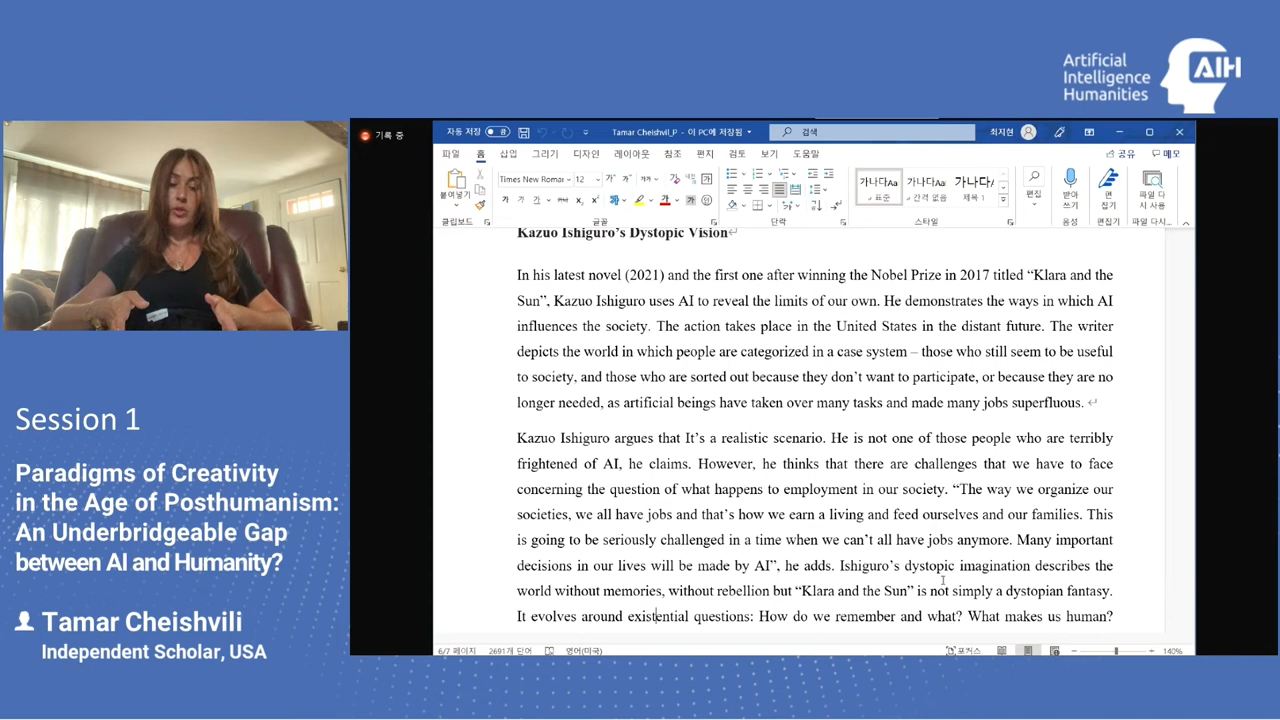 Artificial
Intelligence
Humanities
AIH
기록 중
자동 저장
Tamar Cheishvil_P - 이 PC에 저장됨
검색
최지현
파일 홈 삽입 그리기 디자인 레이아웃 참조 편지 검토 보기 도움말
공유 메모
붙여넣기
Times New Roma 12
가나다Aa 가나다Aa 가나다
표준 간격 없음 제목 1
편집
받아
쓰기
편
집기
파일 다
시 사용
클립보드 글꼴 단락 스타일 음성 편집기 파일 다시...
Kazuo Ishiguro's Dystopic Vision
In his latest novel (2021) and the first one after winning the Nobel Prize in 2017 titled “Klara and the
Sun”, Kazuo Ishiguro uses AI to reveal the limits of our own. He demonstrates the ways in which AI
influences the society. The action takes place in the United States in the distant future. The writer
depicts the world in which people are categorized in a case system – those who still seem to be useful
to society, and those who are sorted out because they don’t want to participate, or because they are no
longer needed, as artificial beings have taken over many tasks and made many jobs superfluous.
Kazuo Ishiguro argues that It’s a realistic scenario. He is not one of those people who are terribly
frightened of AI, he claims. However, he thinks that there are challenges that we have to face
concerning the question of what happens to employment in our society. “The way we organize our
societies, we all have jobs and that’s how we earn a living and feed ourselves and our families. This
is going to be seriously challenged in a time when we can’t all have jobs anymore. Many important
decisions in our lives will be made by AI”, he adds. Ishiguro’s dystopic imagination describes the
world without memories, without rebellion but “Klara and the Sun” is not simply a dystopian fantasy.
It evolves around existential questions: How do we remember and what? What makes us human?
6/7 페이지 2691개 단어 영어(미국) 포커스 140%
Session 1
Paradigms of Creativity
in the Age of Posthumanism:
An Underbridgeable Gap
between AI and Humanity?
Tamar Cheishvili
Independent Scholar, USA